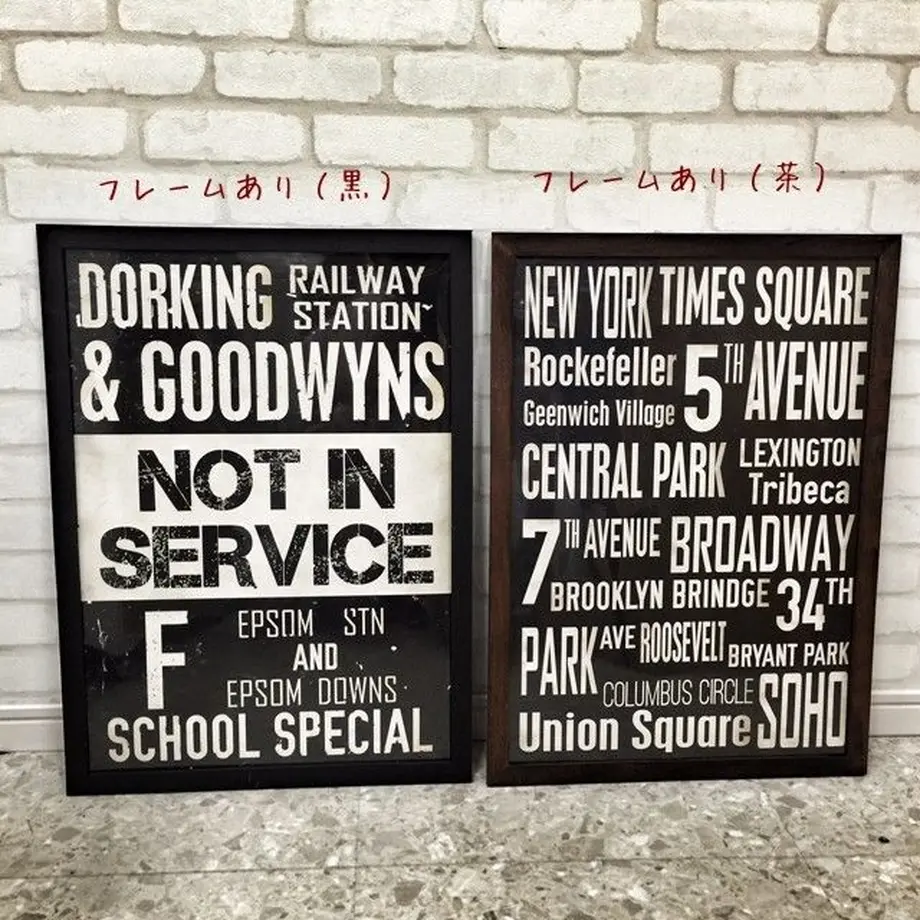 フレームあり(黒)
フレームあり(茶)
DORKING RAILWAY STATION
& GOODWYNS
NOT IN
SERVICE
F EPSOM STN
AND
EPSOM DOWNS
SCHOOL SPECIAL
NEW YORK TIMES SQUARE
Rockefeller 5TH AVENUE
Geenwich Village
CENTRAL PARK LEXINGTON
Tribeca
7TH AVENUE BROADWAY
BROOKLYN BRINDGE 34TH
PARK AVE ROOSEVELT BRYANT PARK
COLUMBUS CIRCLE SOHO
Union Square